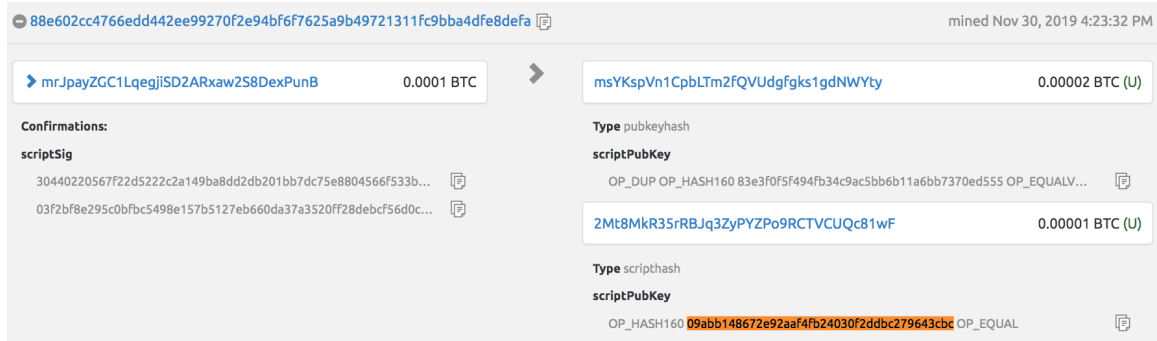 88e602cc4766edd442ee99270f2e94bf6f7625a9b49721311fc9bba4dfe8defa
mined Nov 30, 2019 4:23:32 PM
mrJpayZGC1LqegjiSD2ARxaw2S8DexPunB 0.0001 BTC
Confirmations:
scriptSig
30440220567f22d5222c2a149ba8dd2db201bb7dc75e8804566f533b...
03f2bf8e295c0bfbc5498e157b5127eb660da37a3520ff28debcf56d0c...
msYKspVn1CpbLTm2fQVUdgfgks1gdNWYty 0.00002 BTC (U)
Type pubkeyhash
scriptPubKey
OP_DUP OP_HASH160 83e3f0f5f494fb34c9ac5bb6b11a6bb7370ed555 OP_EQUALV...
2Mt8MkR35rRBJq3ZyPYZPo9RCTVCUQc81wF 0.00001 BTC (U)
Type scripthash
scriptPubKey
OP_HASH160 09abb148672e92aaf4fb24030f2ddbc279643cbc OP_EQUAL